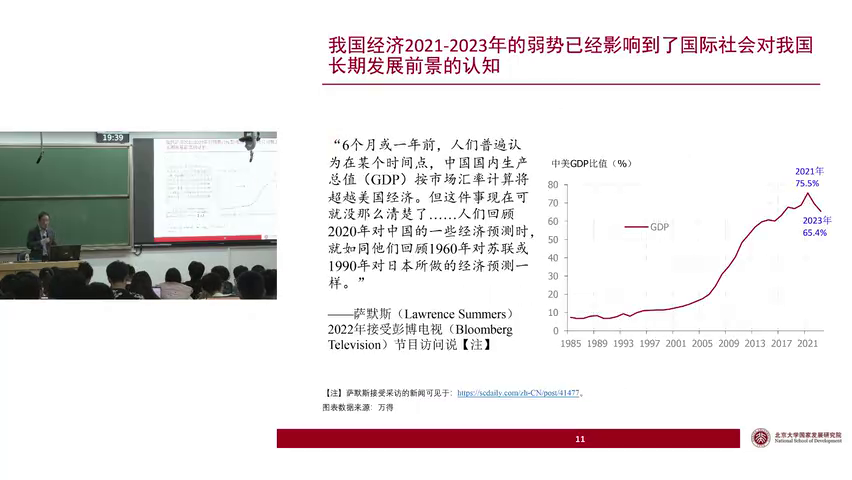 我国经济2021-2023年的弱势已经影响到了国际社会对我国
长期发展前景的认知
19:39
“6个月或一年前，人们普遍认
为在某个时间点，中国国内生产
总值（GDP）按市场汇率计算将
超越美国经济。但这件事现在可
就没那么清楚了……人们回顾
2020年对中国的一些经济预测时，
就如同他们回顾1960年对苏联或
1990年对日本所做的经济预测一
样。”
——萨默斯（Lawrence Summers）
2022年接受彭博电视（Bloomberg
Television）节目访问说【注】
中美GDP比值（%）
2021年
75.5%
2023年
65.4%
GDP
80
70
60
50
40
30
20
10
0
1985 1989 1993 1997 2001 2005 2009 2013 2017 2021
【注】萨默斯接受采访的新闻可见于：https://scdaily.com/zh-CN/post/41477。
图表数据来源：万得
11
北京大学国家发展研究院
National School of Development